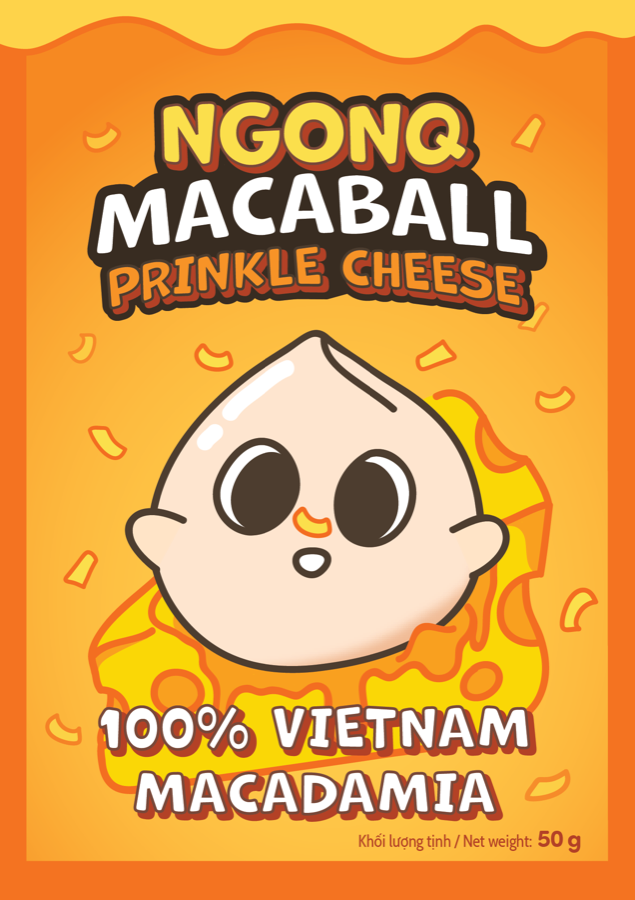 NGONQ
MACABALL
PRINKLE CHEESE
100% VIETNAM
MACADAMIA
Khối lượng tịnh / Net weight: 50 g